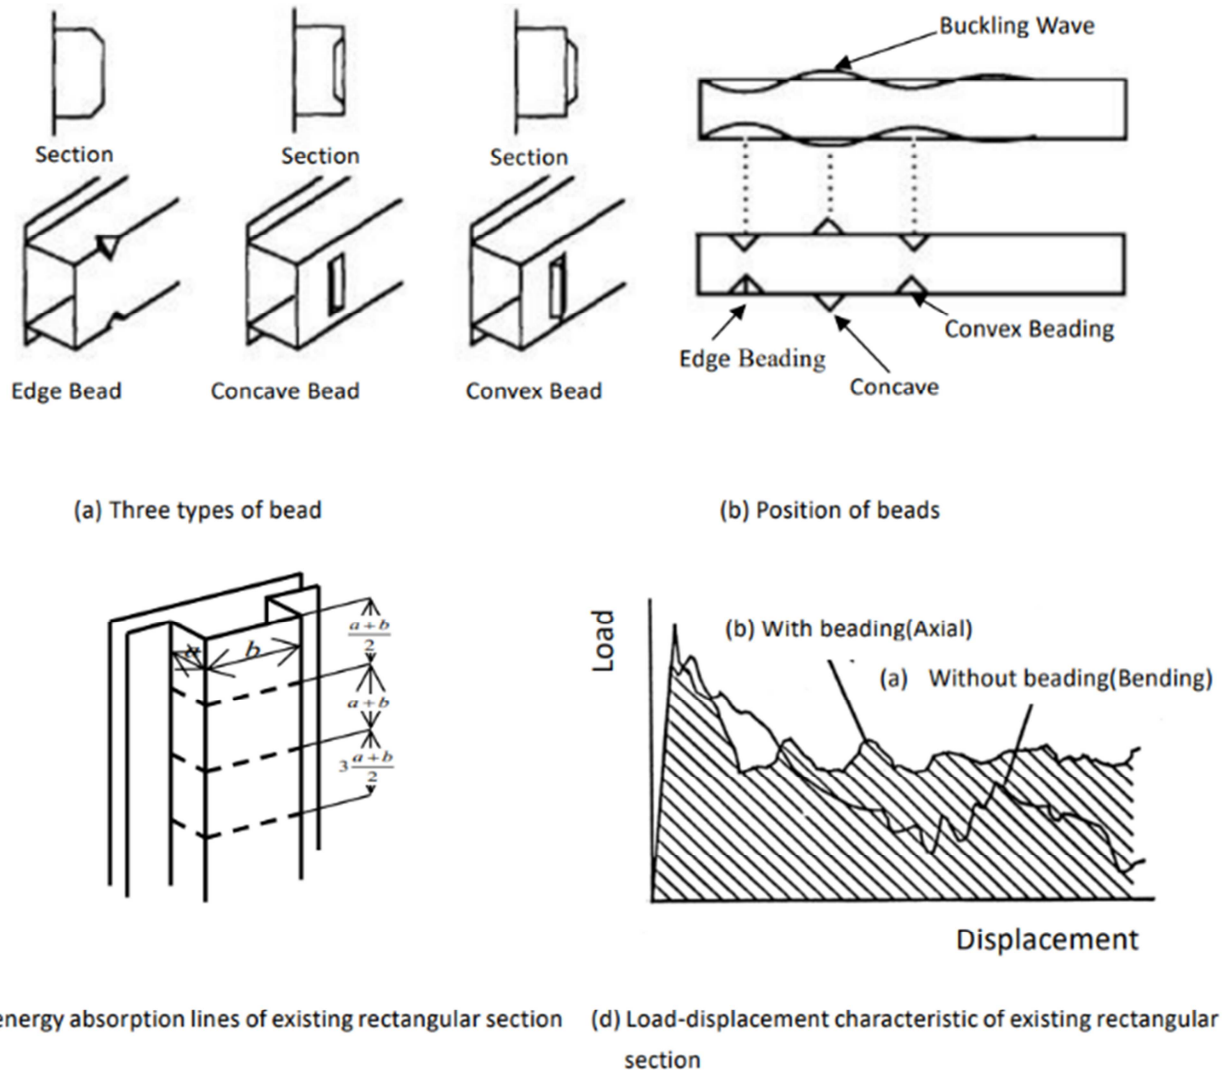 Buckling Wave
Section
Section
Section
Edge Bead
Concave Bead
Convex Bead
Edge Beading
Concave
Convex Beading
(a) Three types of bead
(b) Position of beads
a
b
a+b
2
a+b
3 a+b
2
Load
(b) With beading(Axial)
(a) Without beading(Bending)
Displacement
energy absorption lines of existing rectangular section
(d) Load-displacement characteristic of existing rectangular
section